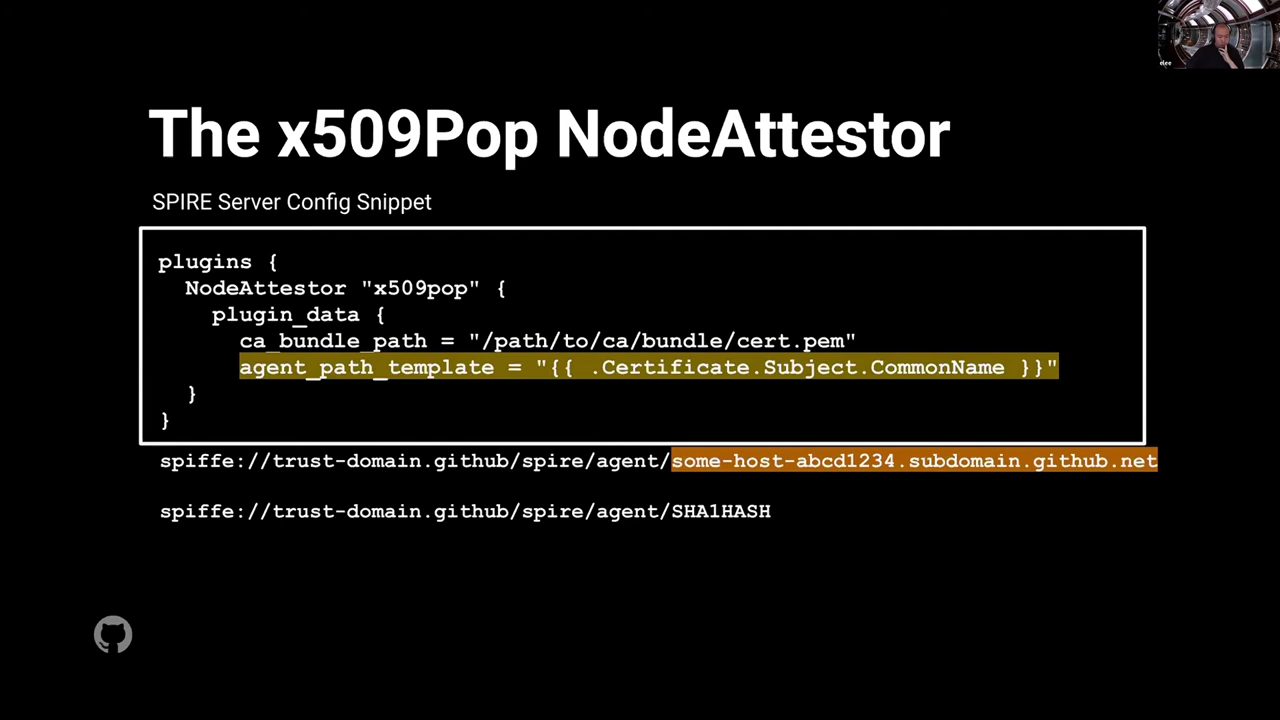 elee
The x509Pop NodeAttestor
SPIRE Server Config Snippet
plugins {
NodeAttestor "x509pop" {
plugin_data {
ca_bundle_path = "/path/to/ca/bundle/cert.pem"
agent_path_template = "{{ .Certificate.Subject.CommonName }}"
}
}
spiffe://trust-domain.github/spire/agent/some-host-abcd1234.subdomain.github.net
spiffe://trust-domain.github/spire/agent/SHA1HASH